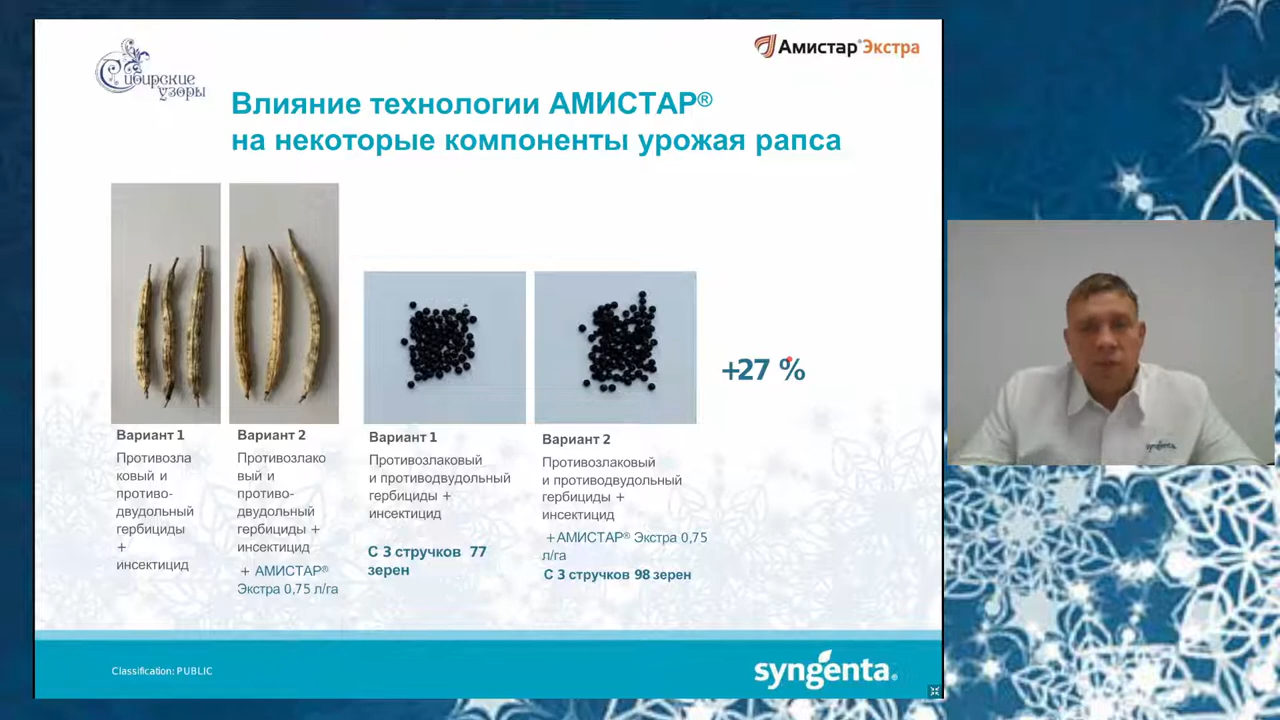 Сибирские
узоры
Амистар® Экстра
Влияние технологии АМИСТАР®
на некоторые компоненты урожая рапса
+27 %
Вариант 1
Противозла
ковый и
противо-
двудольный
гербициды
+
инсектицид
Вариант 2
Противозлако
вый и
противо-
двудольный
гербициды +
инсектицид
+ АМИСТАР®
Экстра 0,75 л/га
Вариант 1
Противозлаковый
и противодвудольный
гербициды +
инсектицид
С 3 стручков 77
зерен
Вариант 2
Противозлаковый
и противодвудольный
гербициды +
инсектицид
+АМИСТАР® Экстра 0,75
л/га
С 3 стручков 98 зерен
Classification: PUBLIC
syngenta®
syngenta